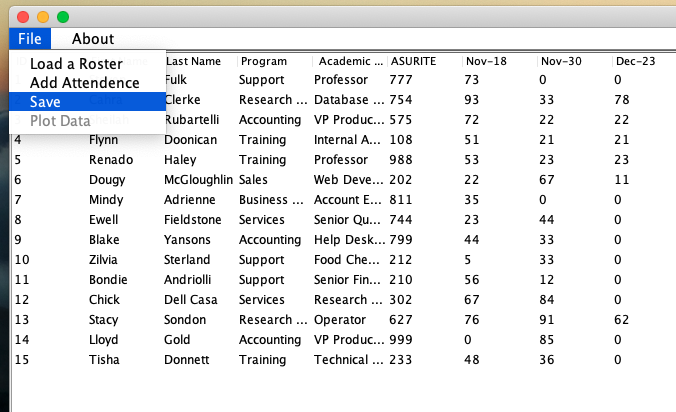 File About
Load a Roster
Add Attendence
Save
Plot Data
Last Name Program Academic ... ASURITE Nov-18 Nov-30 Dec-23
Fulk Support Professor 777 73 0 0
Clerke Research ... Database ... 754 93 33 78
Rubartelli Accounting VP Produc... 575 72 22 22
4 Flynn Doonican Training Internal A... 108 51 21 21
5 Renado Haley Training Professor 988 53 23 23
6 Dougy McGloughlin Sales Web Deve... 202 22 67 11
7 Mindy Adrienne Business ... Account E... 811 35 0 0
8 Ewell Fieldstone Services Senior Qu... 744 23 44 0
9 Blake Yansons Accounting Help Desk... 799 44 33 0
10 Zilvia Sterland Support Food Che... 212 5 33 0
11 Bondie Andriolli Support Senior Fin... 210 56 12 0
12 Chick Dell Casa Services Research ... 302 67 84 0
13 Stacy Sondon Research ... Operator 627 76 91 62
14 Lloyd Gold Accounting VP Produc... 999 0 85 0
15 Tisha Donnett Training Technical ... 233 48 36 0